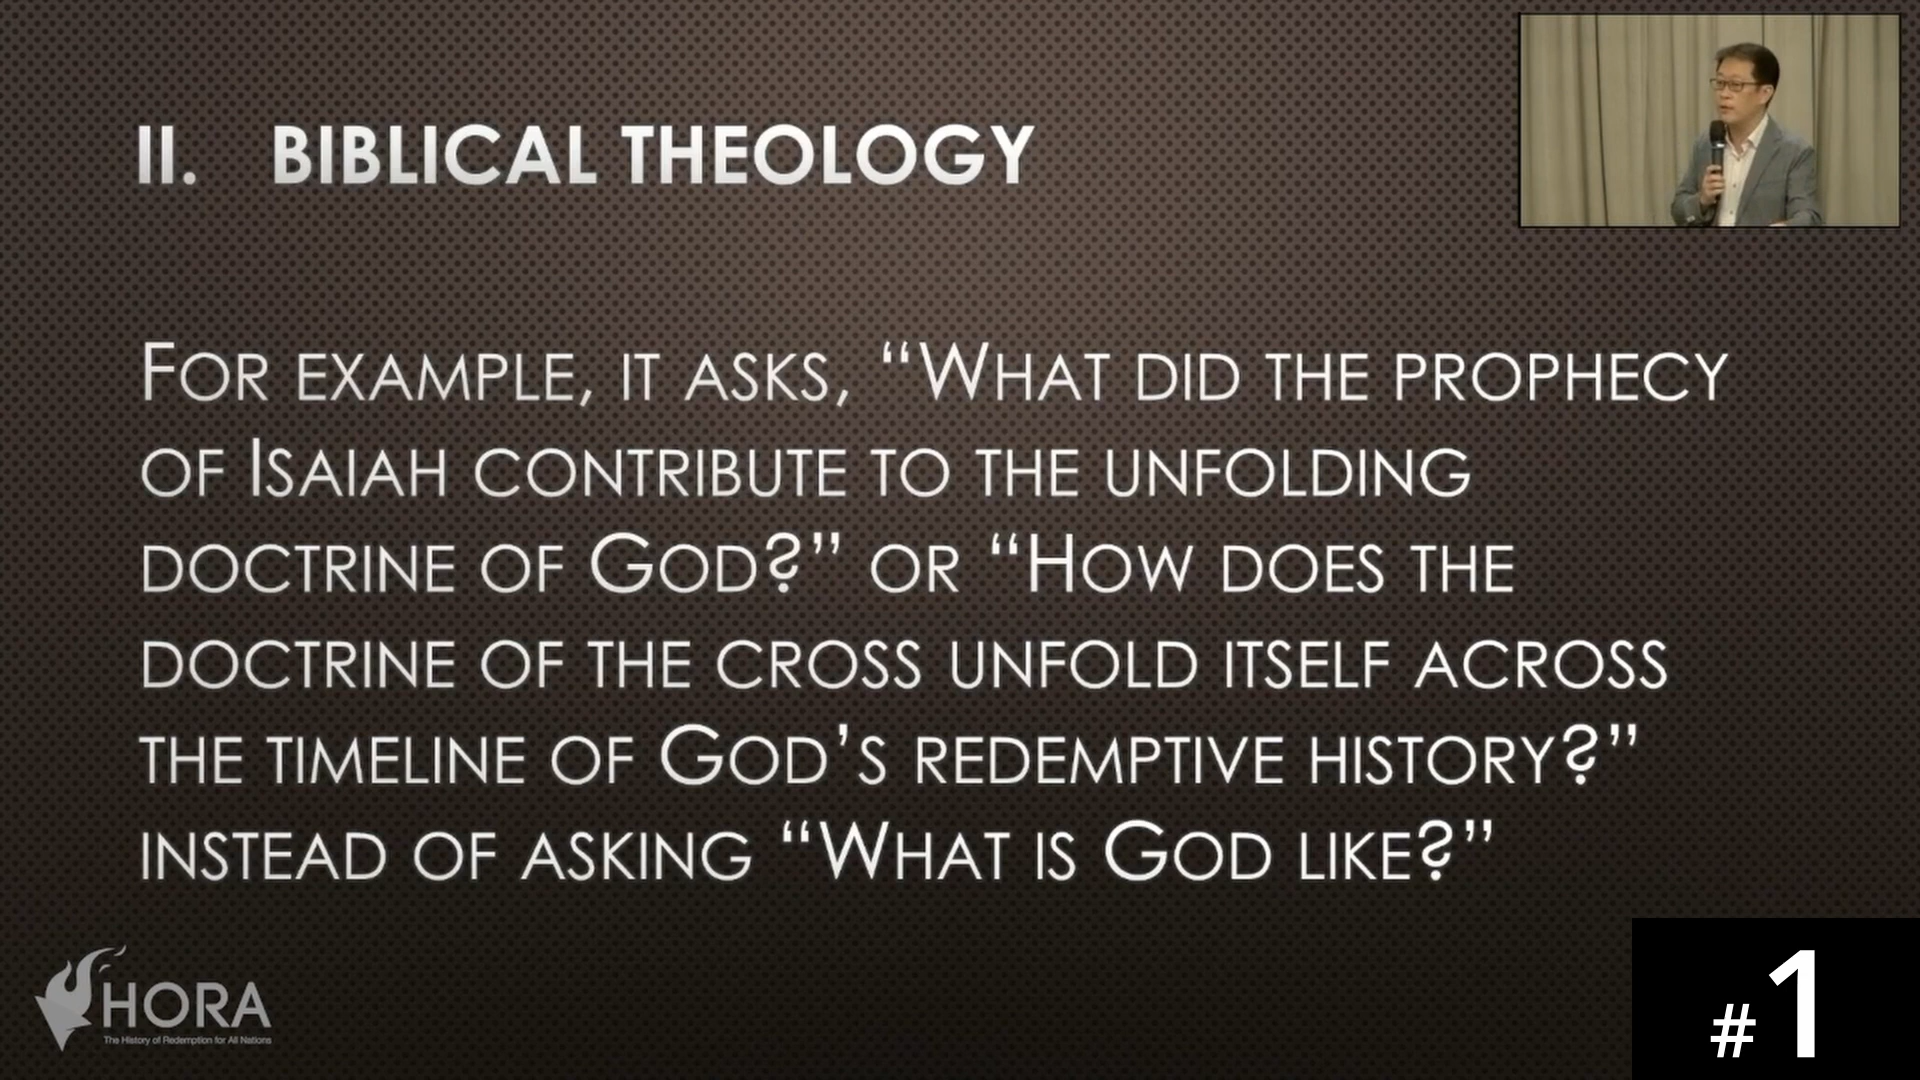 II. BIBLICAL THEOLOGY
FOR EXAMPLE, IT ASKS, “WHAT DID THE PROPHECY
OF ISAIAH CONTRIBUTE TO THE UNFOLDING
DOCTRINE OF GOD?” OR “HOW DOES THE
DOCTRINE OF THE CROSS UNFOLD ITSELF ACROSS
THE TIMELINE OF GOD’S REDEMPTIVE HISTORY?”
INSTEAD OF ASKING “WHAT IS GOD LIKE?”
HORA
The History of Redemption for All Nations
#1